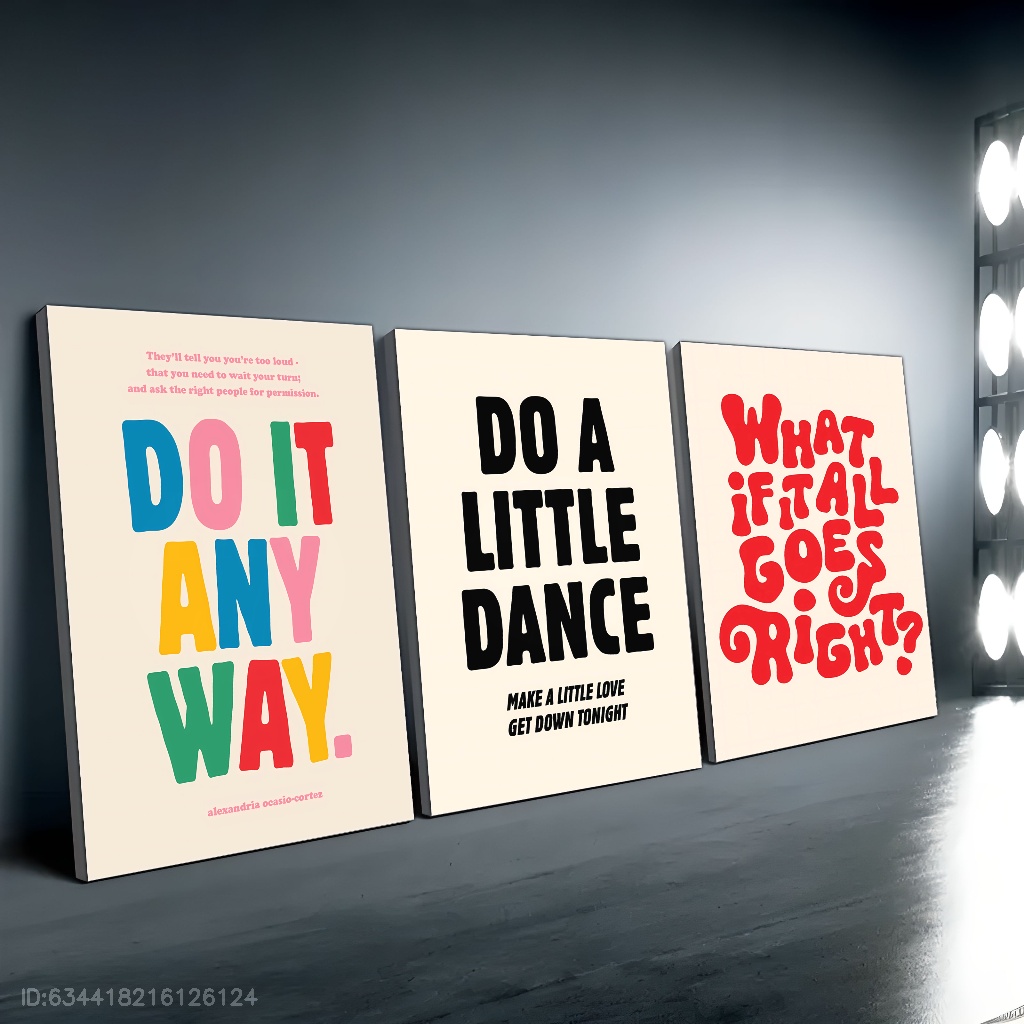 They'll tell you you're too loud -
that you need to wait your turn;
and ask the right people for permission.
DO IT
ANY
WAY.
alexandria ocasio-cortez
DO A
LITTLE
DANCE
MAKE A LITTLE LOVE
GET DOWN TONIGHT
WHAT
iF iT ALL
GOES
RiGHT?
ID:634418216126124